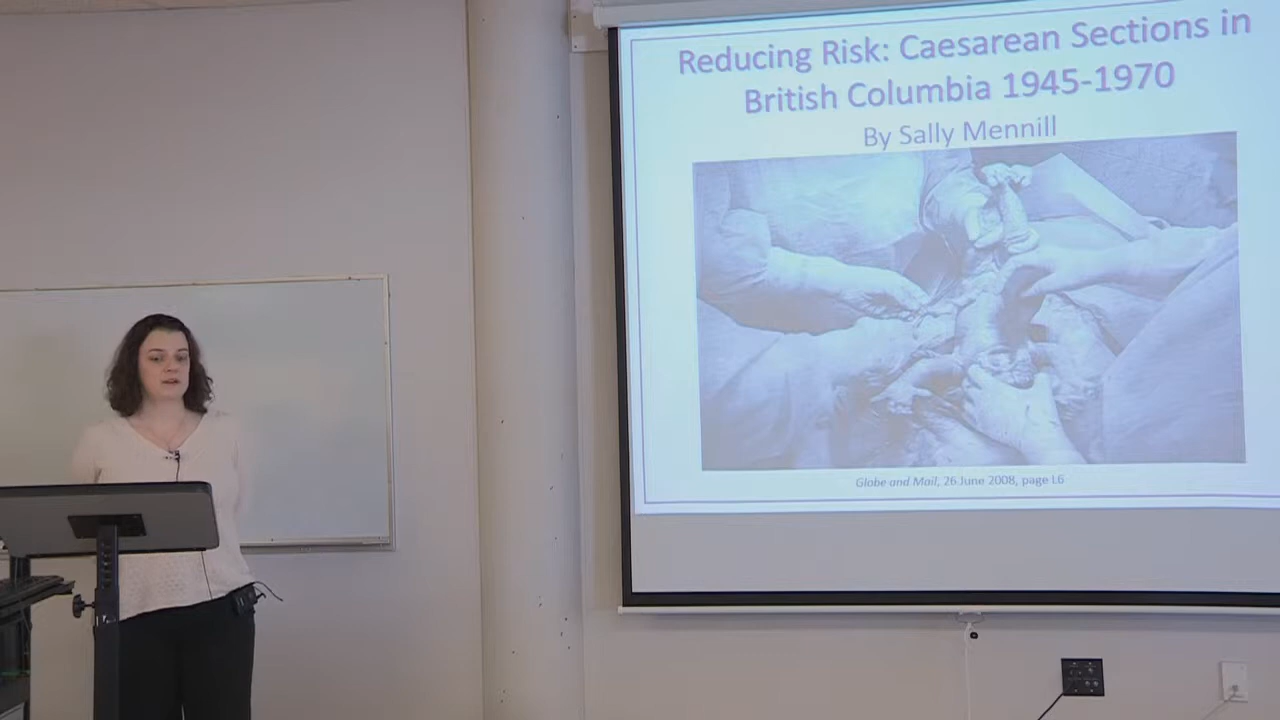 Reducing Risk: Caesarean Sections in
British Columbia 1945-1970
By Sally Mennill
Globe and Mail, 26 June 2008, page L6